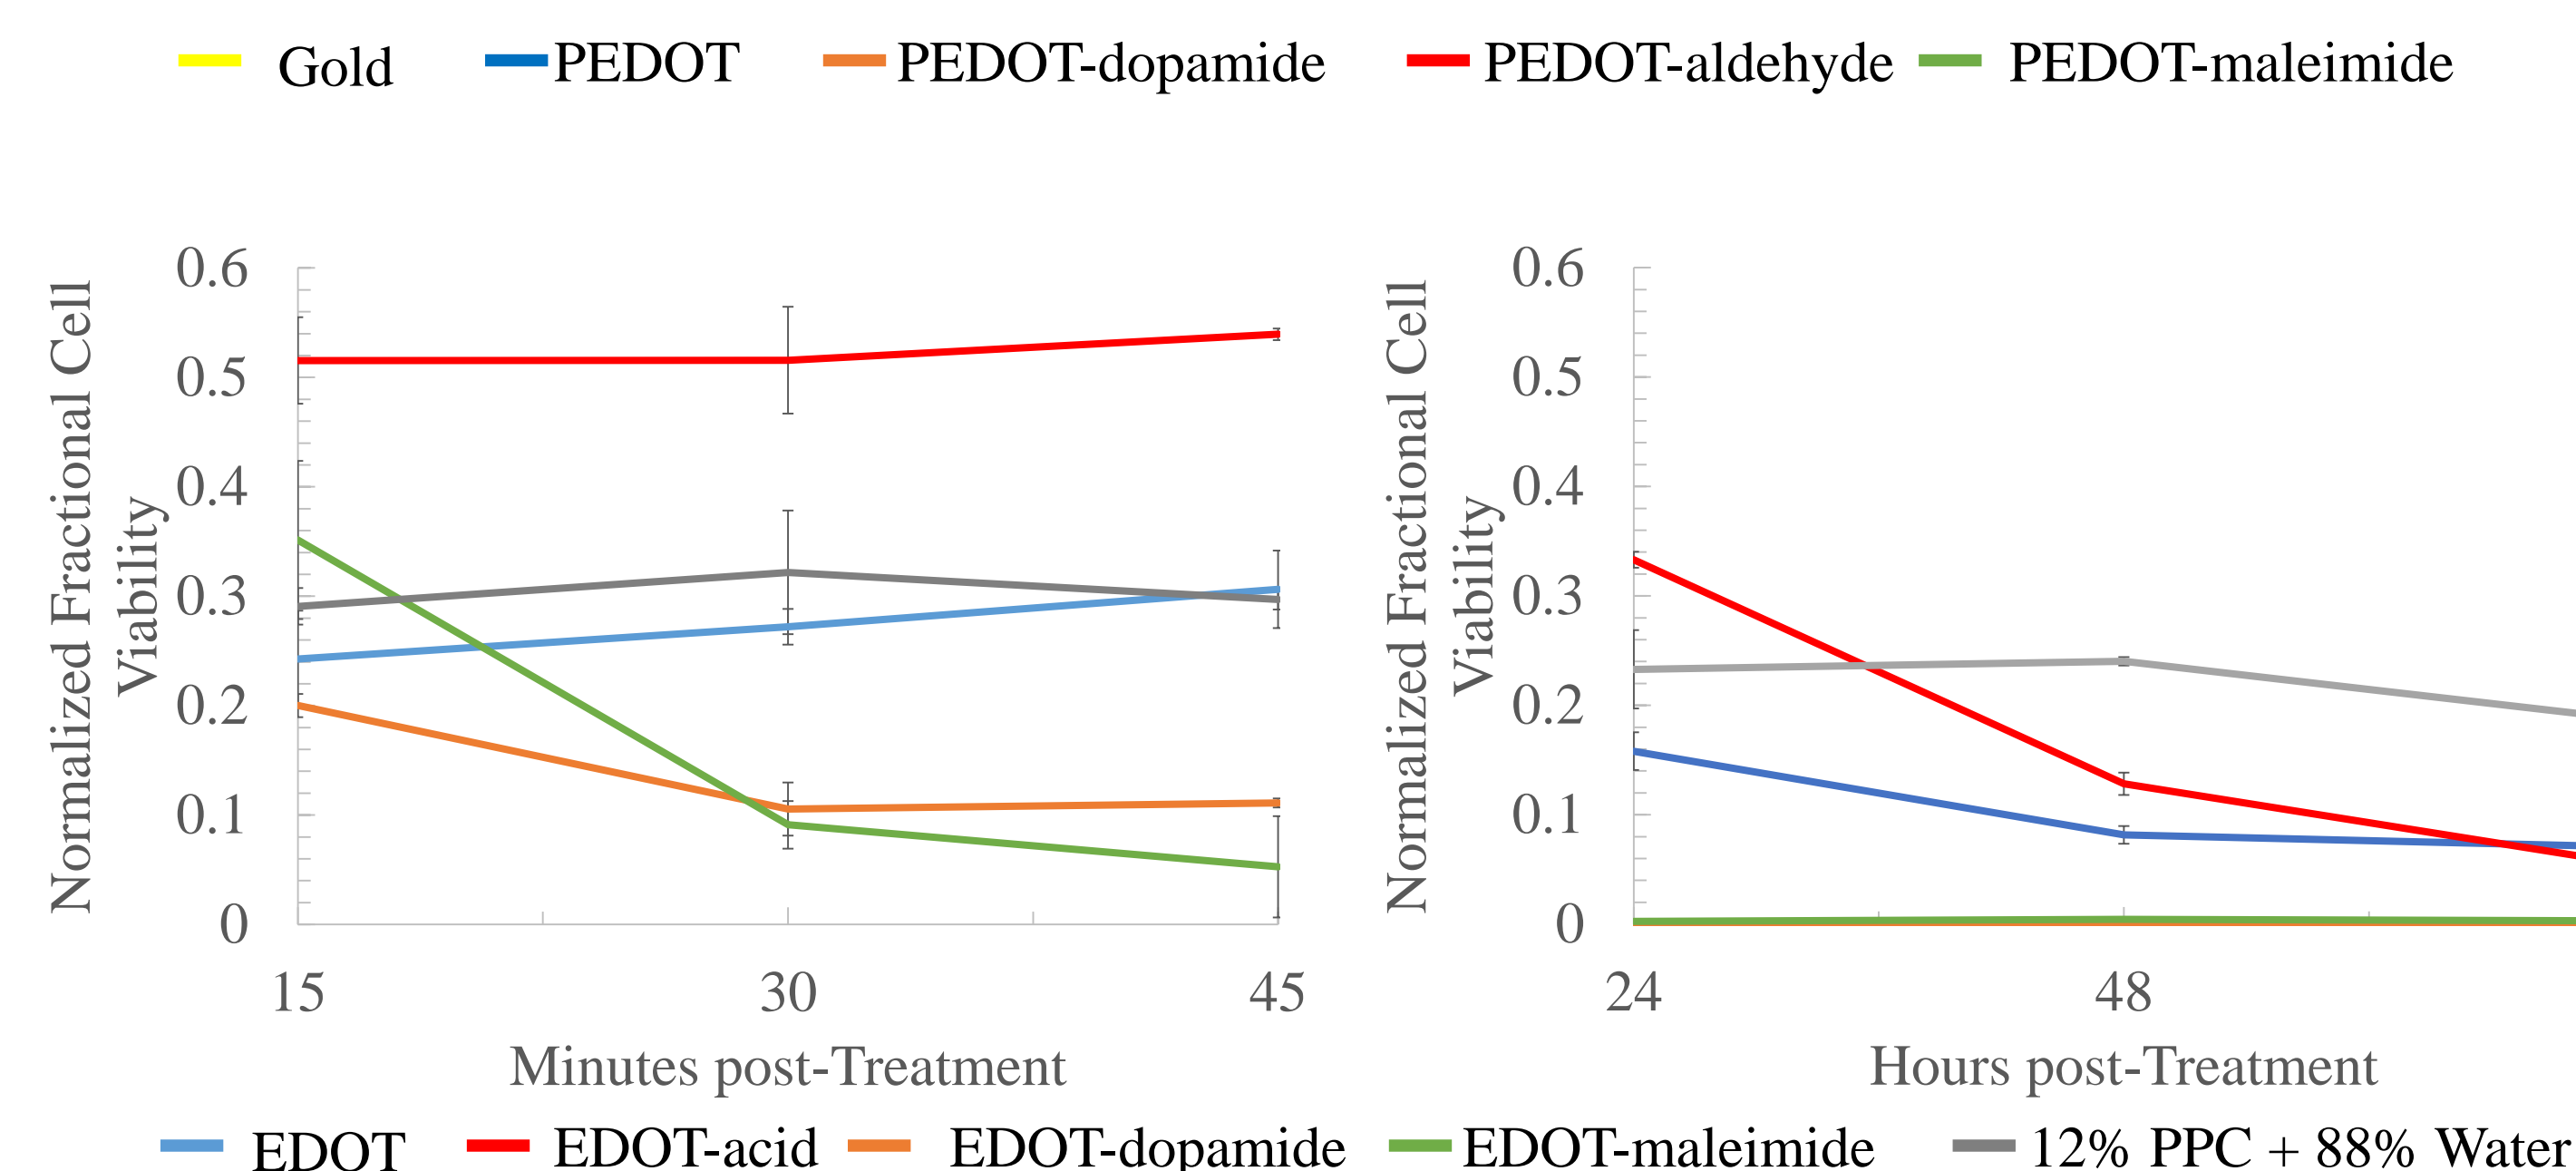 Gold PEDOT PEDOT-dopamide PEDOT-aldehyde PEDOT-maleimide
Normalized Fractional Cell
Viability
0.6
0.5
0.4
0.3
0.2
0.1
0
15 30 45
Minutes post-Treatment
Normalized Fractional Cell
Viability
0.6
0.5
0.4
0.3
0.2
0.1
0
24 48
Hours post-Treatment
EDOT EDOT-acid EDOT-dopamide EDOT-maleimide 12% PPC + 88% Water